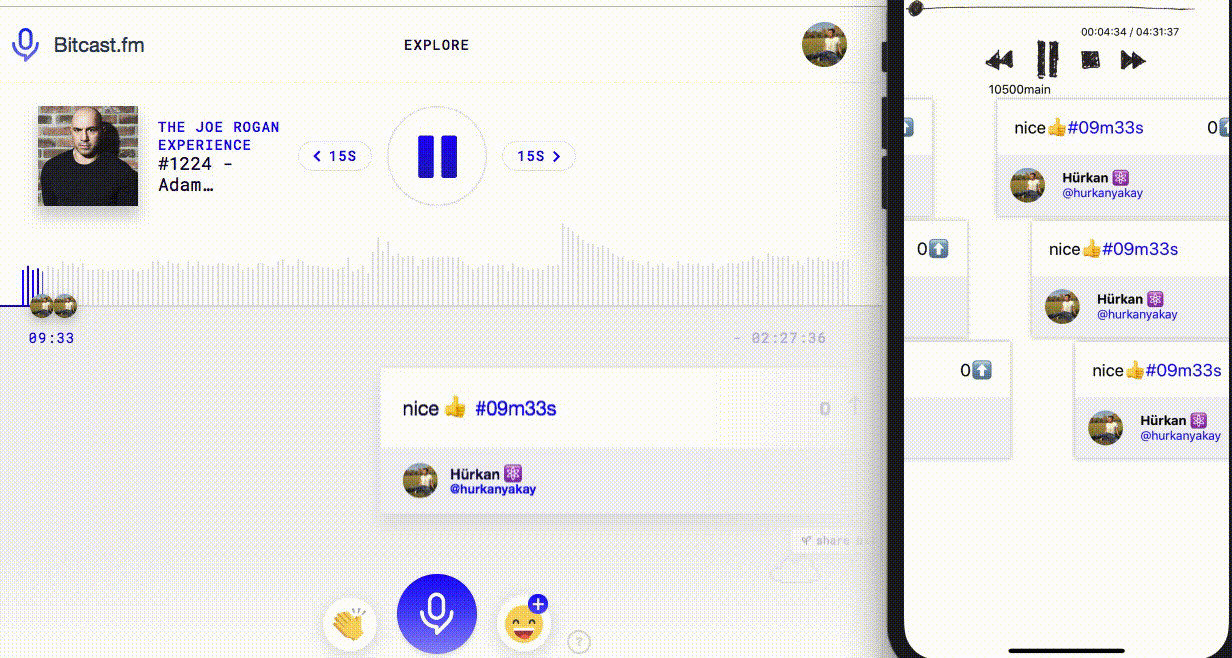 Bitcast.fm
EXPLORE
THE JOE ROGAN
EXPERIENCE
#1224 -
Adam…
15S
15S
09:33
- 02:27:36
nice 👍 #09m33s
0
Hürkan ⚛️
@hurkanyakay
share
?
00:04:34 / 04:31:37
10500main
nice👍#09m33s
0
Hürkan ⚛️
@hurkanyakay
0
nice👍#09m33s
Hürkan ⚛️
@hurkanyakay
0
nice👍#09m33s
Hürkan ⚛️
@hurkanyakay